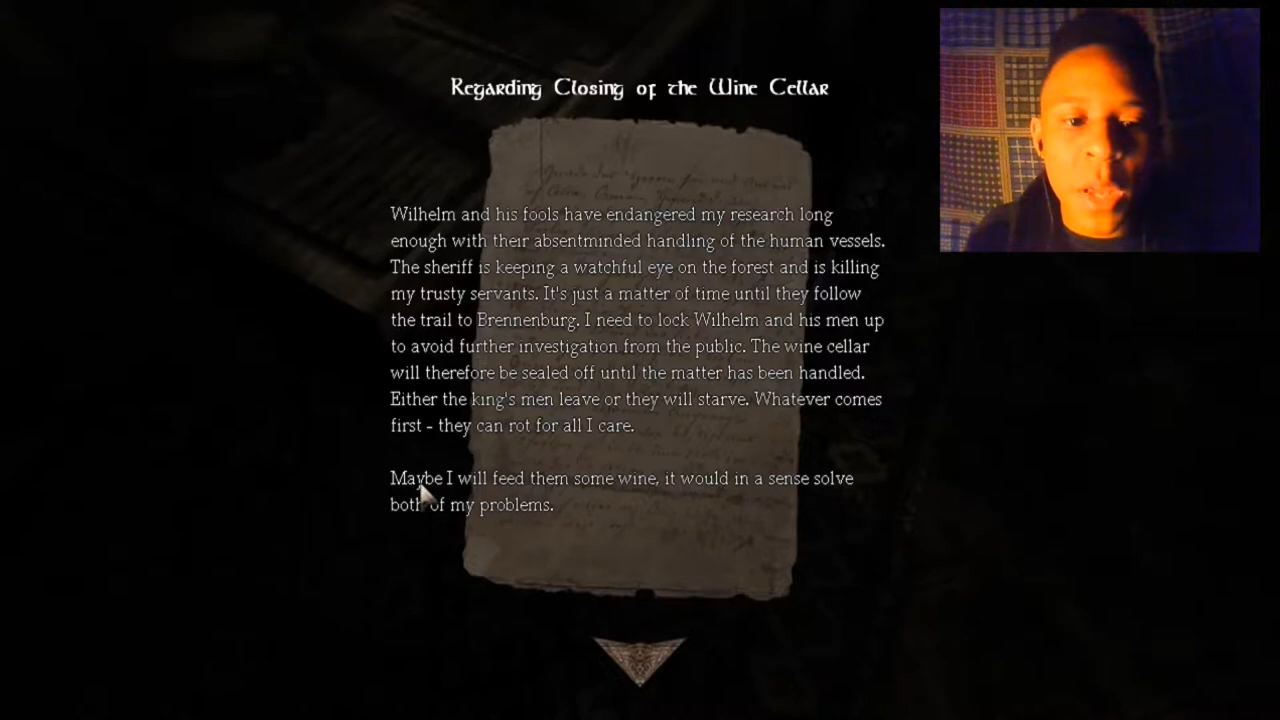 Regarding Closing of the Wine Cellar
Wilhelm and his fools have endangered my research long
enough with their absentminded handling of the human vessels.
The sheriff is keeping a watchful eye on the forest and is killing
my trusty servants. It's just a matter of time until they follow
the trail to Brennenburg. I need to lock Wilhelm and his men up
to avoid further investigation from the public. The wine cellar
will therefore be sealed off until the matter has been handled.
Either the king's men leave or they will starve. Whatever comes
first - they can rot for all I care.
Maybe I will feed them some wine, it would in a sense solve
both of my problems.